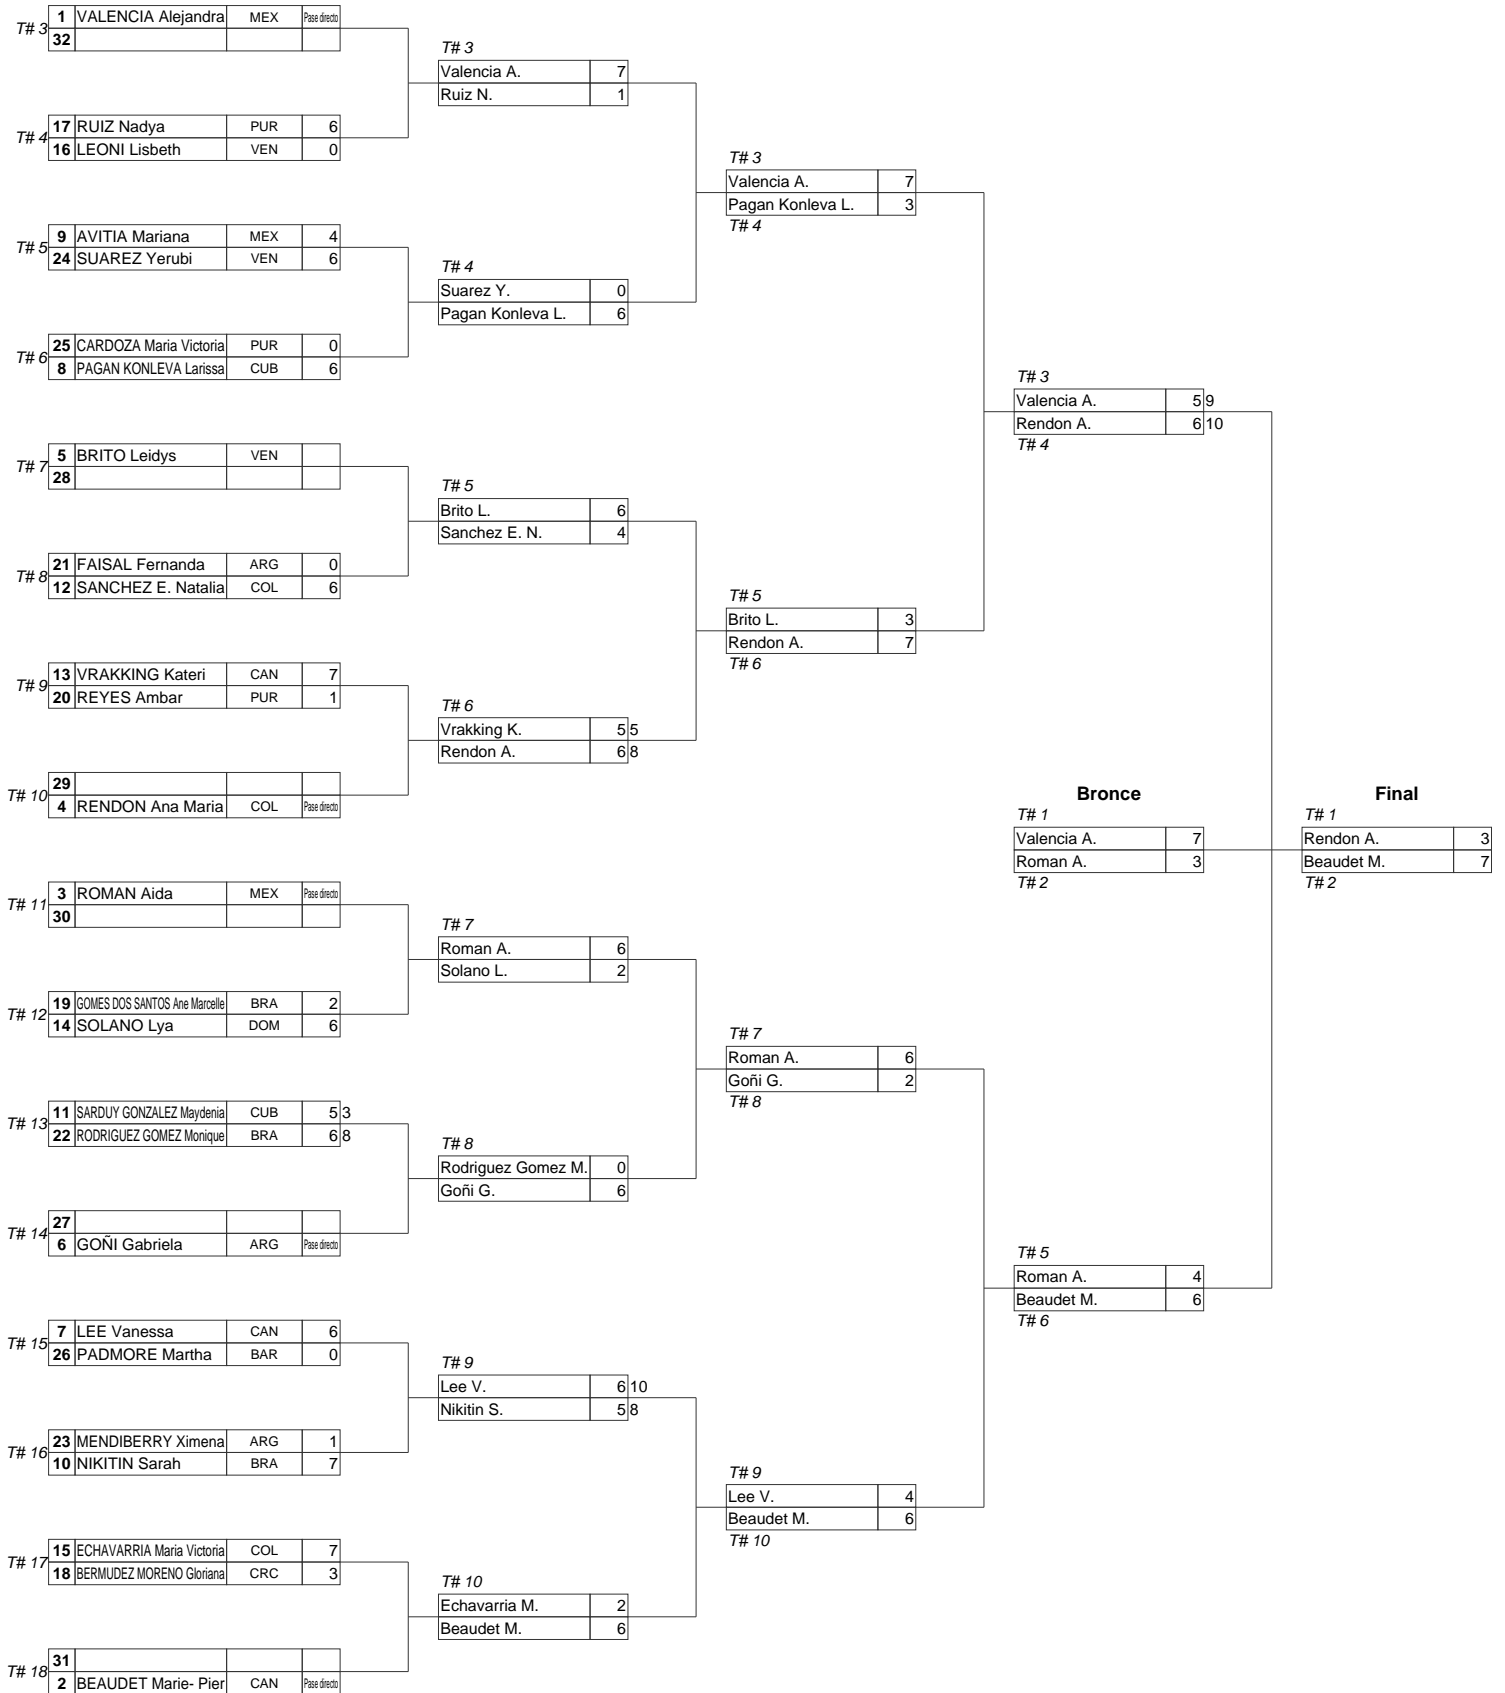 T# 3
1 VALENCIA Alejandra MEX Pase directo
32
T# 4
17 RUIZ Nadya PUR 6
16 LEONI Lisbeth VEN 0
T# 5
9 AVITIA Mariana MEX 4
24 SUAREZ Yerubi VEN 6
T# 6
25 CARDOZA Maria Victoria PUR 0
8 PAGAN KONLEVA Larissa CUB 6
T# 7
5 BRITO Leidys VEN
28
T# 8
21 FAISAL Fernanda ARG 0
12 SANCHEZ E. Natalia COL 6
T# 9
13 VRAKKING Kateri CAN 7
20 REYES Ambar PUR 1
T# 10
29
4 RENDON Ana Maria COL Pase directo
T# 11
3 ROMAN Aida MEX Pase directo
30
T# 12
19 GOMES DOS SANTOS Ane Marcelle BRA 2
14 SOLANO Lya DOM 6
T# 13
11 SARDUY GONZALEZ Maydenia CUB 5 3
22 RODRIGUEZ GOMEZ Monique BRA 6 8
T# 14
27
6 GOÑI Gabriela ARG Pase directo
T# 15
7 LEE Vanessa CAN 6
26 PADMORE Martha BAR 0
T# 16
23 MENDIBERRY Ximena ARG 1
10 NIKITIN Sarah BRA 7
T# 17
15 ECHAVARRIA Maria Victoria COL 7
18 BERMUDEZ MORENO Gloriana CRC 3
T# 18
31
2 BEAUDET Marie- Pier CAN Pase directo
T# 3
Valencia A. 7
Ruiz N. 1
T# 4
Suarez Y. 0
Pagan Konleva L. 6
T# 5
Brito L. 6
Sanchez E. N. 4
T# 6
Vrakking K. 5 5
Rendon A. 6 8
T# 7
Roman A. 6
Solano L. 2
T# 8
Rodriguez Gomez M. 0
Goñi G. 6
T# 9
Lee V. 6 10
Nikitin S. 5 8
T# 10
Echavarria M. 2
Beaudet M. 6
T# 3
Valencia A. 7
Pagan Konleva L. 3
T# 4
T# 5
Brito L. 3
Rendon A. 7
T# 6
T# 7
Roman A. 6
Goñi G. 2
T# 8
T# 9
Lee V. 4
Beaudet M. 6
T# 10
T# 3
Valencia A. 5 9
Rendon A. 6 10
T# 4
T# 5
Roman A. 4
Beaudet M. 6
T# 6
Bronce
T# 1
Valencia A. 7
Roman A. 3
T# 2
Final
T# 1
Rendon A. 3
Beaudet M. 7
T# 2